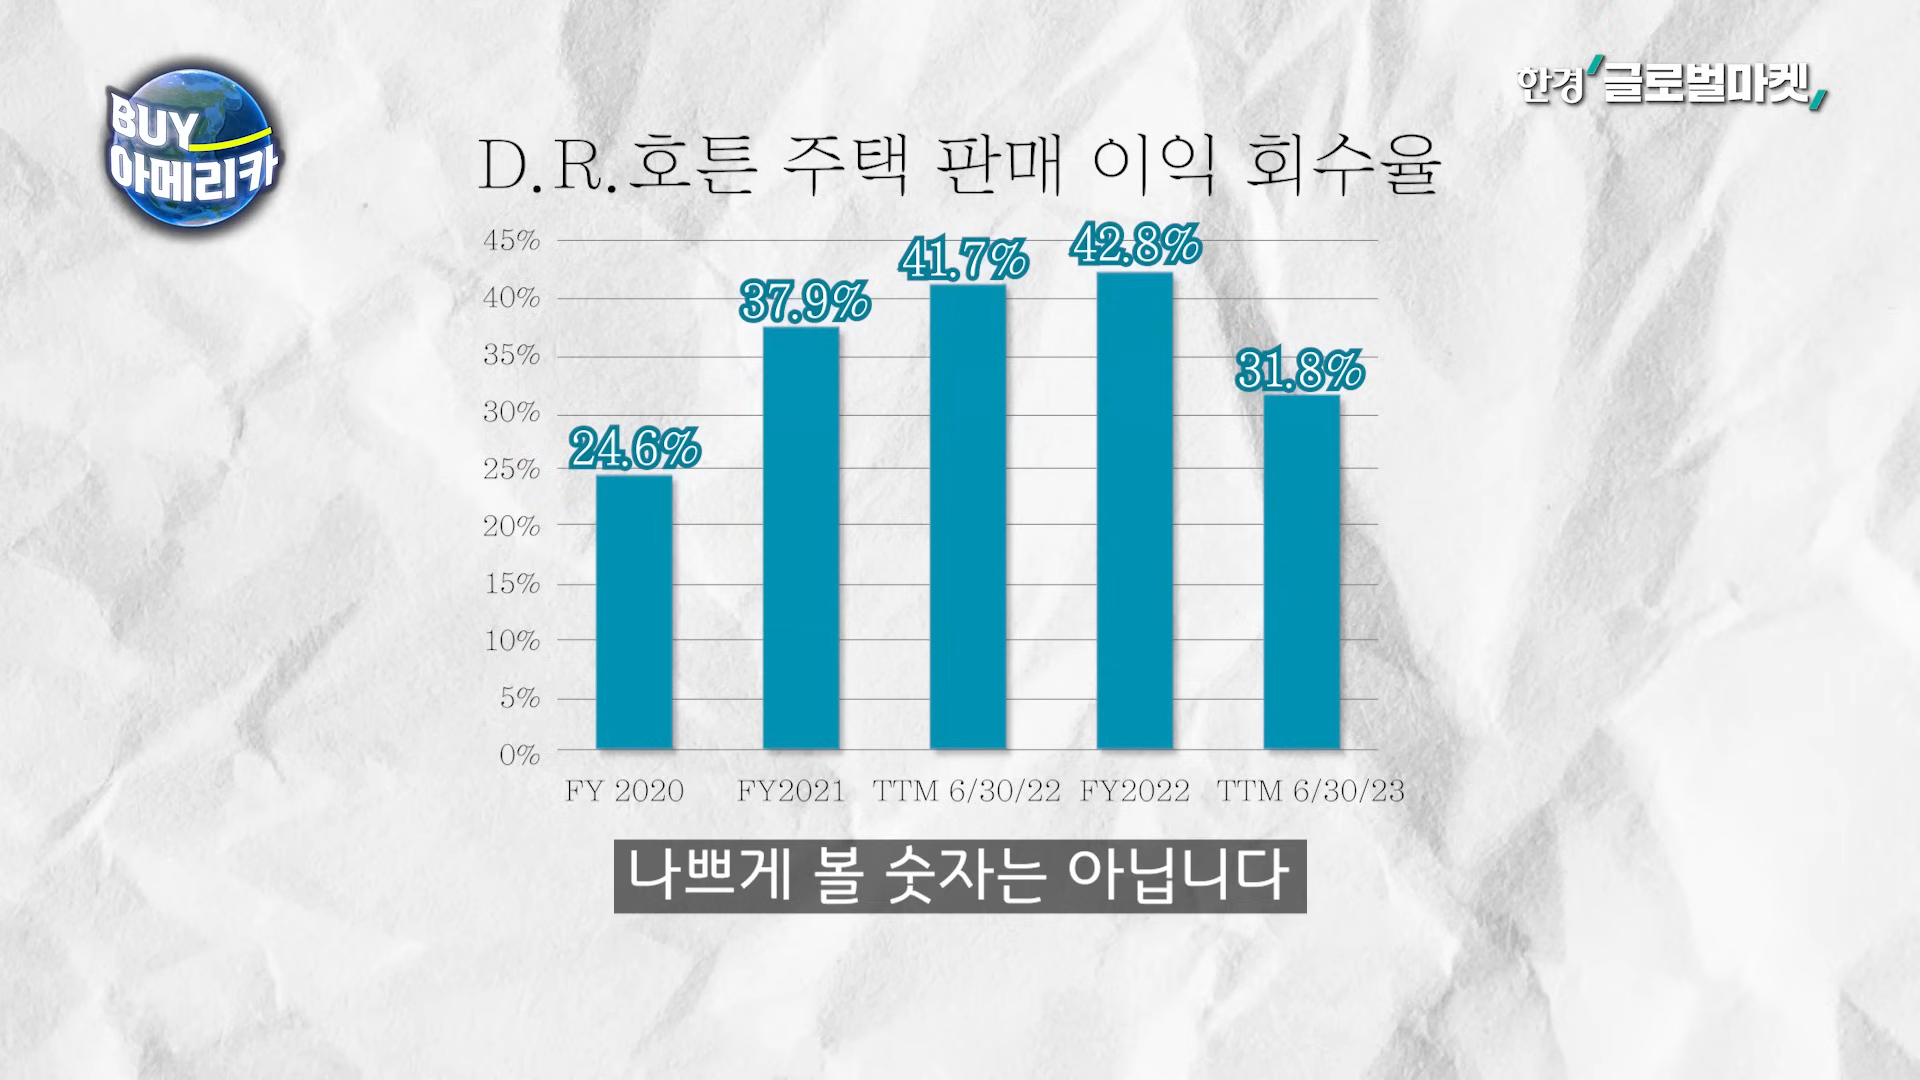 BUY
아메리카
한경 글로벌마켓
D.R.호튼 주택 판매 이익 회수율
45%
40%
35%
30%
25%
20%
15%
10%
5%
0%
24.6%
37.9%
41.7%
42.8%
31.8%
FY 2020
FY2021
TTM 6/30/22
FY2022
TTM 6/30/23
나쁘게 볼 숫자는 아닙니다